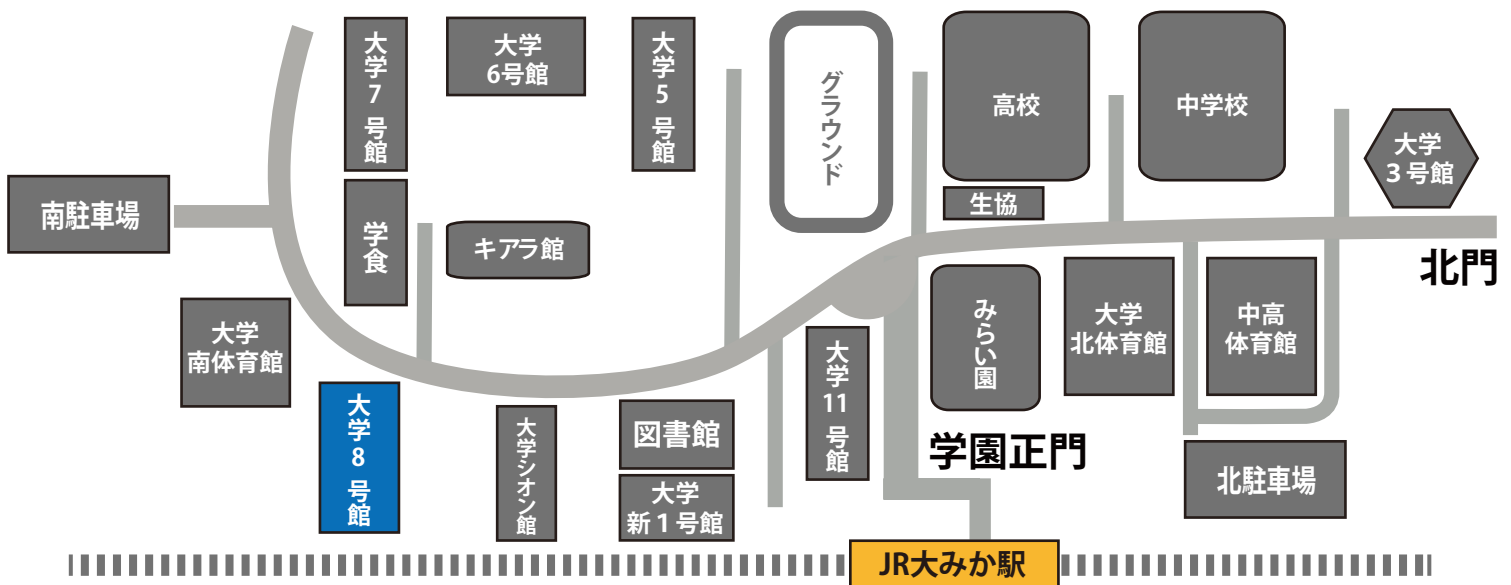 大学7号館
大学
6号館
大学5号館
グラウンド
高校
中学校
大学
3号館
生協
南駐車場
学食
キアラ館
北門
大学
南体育館
みらい園
大学
北体育館
中高
体育館
大学8号館
大学シオン館
図書館
大学
新1号館
大学11号館
学園正門
北駐車場
JR大みか駅